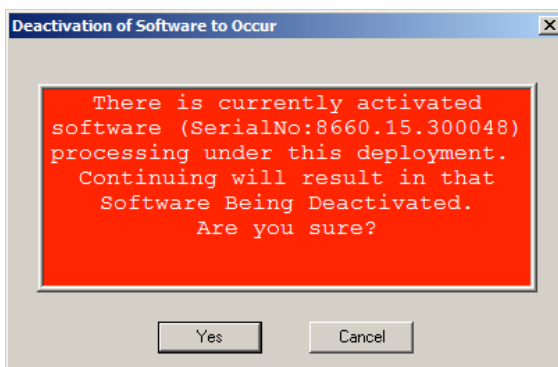 Deactivation of Software to Occur
There is currently activated
software (SerialNo:8660.15.300048)
processing under this deployment.
Continuing will result in that
Software Being Deactivated.
Are you sure?
Yes
Cancel